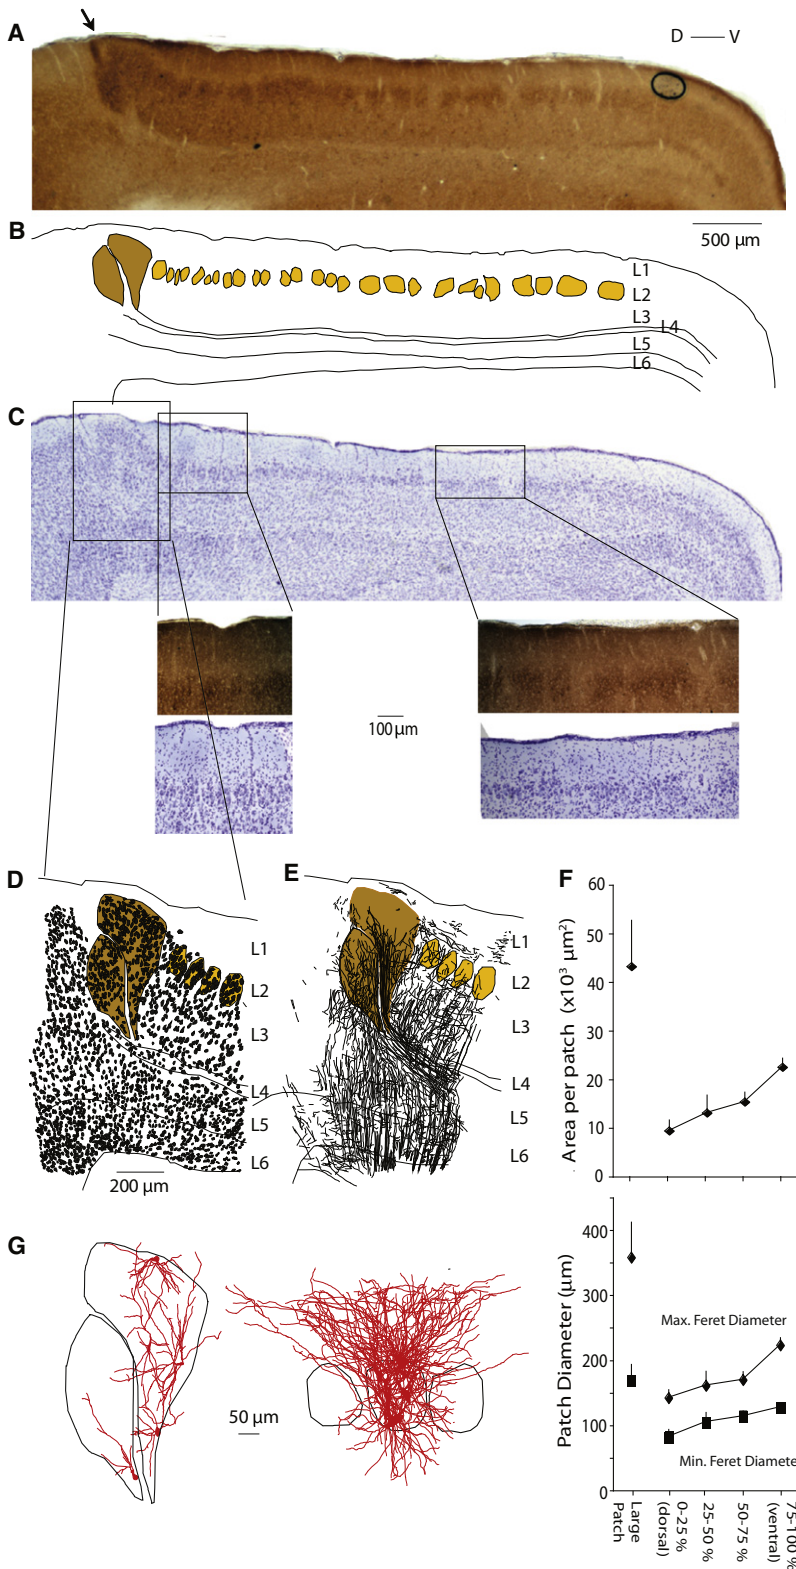 A
D — V
500 µm
B
L1
L2
L3
L4
L5
L6
C
100 µm
D
L1
L2
L3
L4
L5
L6
200 µm
E
L1
L2
L3
L4
L5
L6
F
Area per patch (x10³ µm²)
60
50
40
30
20
10
0
Patch Diameter (µm)
400
300
200
100
0
Max. Feret Diameter
Min. Feret Diamete
Large
Patch
0-25 %
(dorsal)
25-50 %
50-75 %
75-100 %
(ventral)
G
50 µm